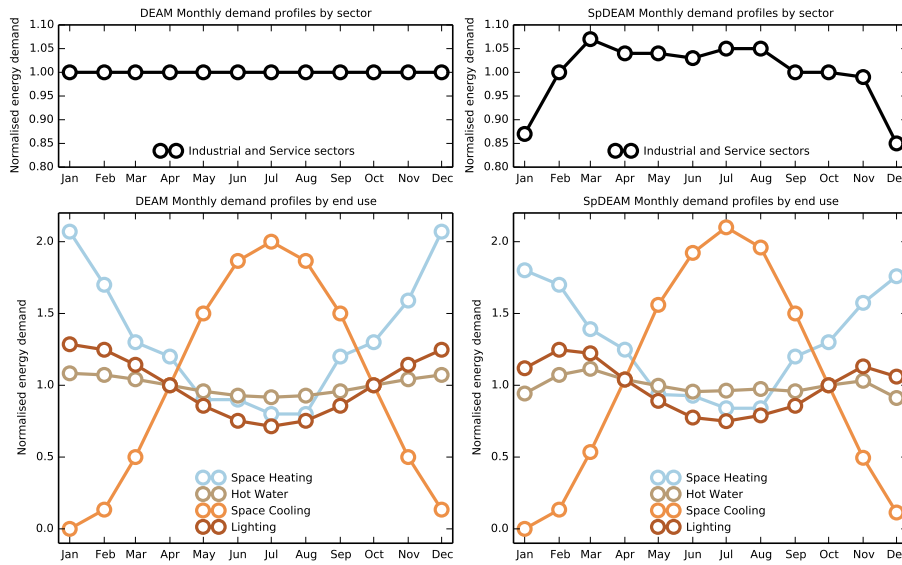 DEAM Monthly demand profiles by sector
Normalised energy demand
1.10
1.05
1.00
0.95
0.90
0.85
0.80
Industrial and Service sectors
Jan Feb Mar Apr May Jun Jul Aug Sep Oct Nov Dec
SpDEAM Monthly demand profiles by sector
Normalised energy demand
1.10
1.05
1.00
0.95
0.90
0.85
0.80
Industrial and Service sectors
Jan Feb Mar Apr May Jun Jul Aug Sep Oct Nov Dec
DEAM Monthly demand profiles by end use
Normalised energy demand
2.0
1.5
1.0
0.5
0.0
Space Heating
Hot Water
Space Cooling
Lighting
Jan Feb Mar Apr May Jun Jul Aug Sep Oct Nov Dec
SpDEAM Monthly demand profiles by end use
Normalised energy demand
2.0
1.5
1.0
0.5
0.0
Space Heating
Hot Water
Space Cooling
Lighting
Jan Feb Mar Apr May Jun Jul Aug Sep Oct Nov Dec